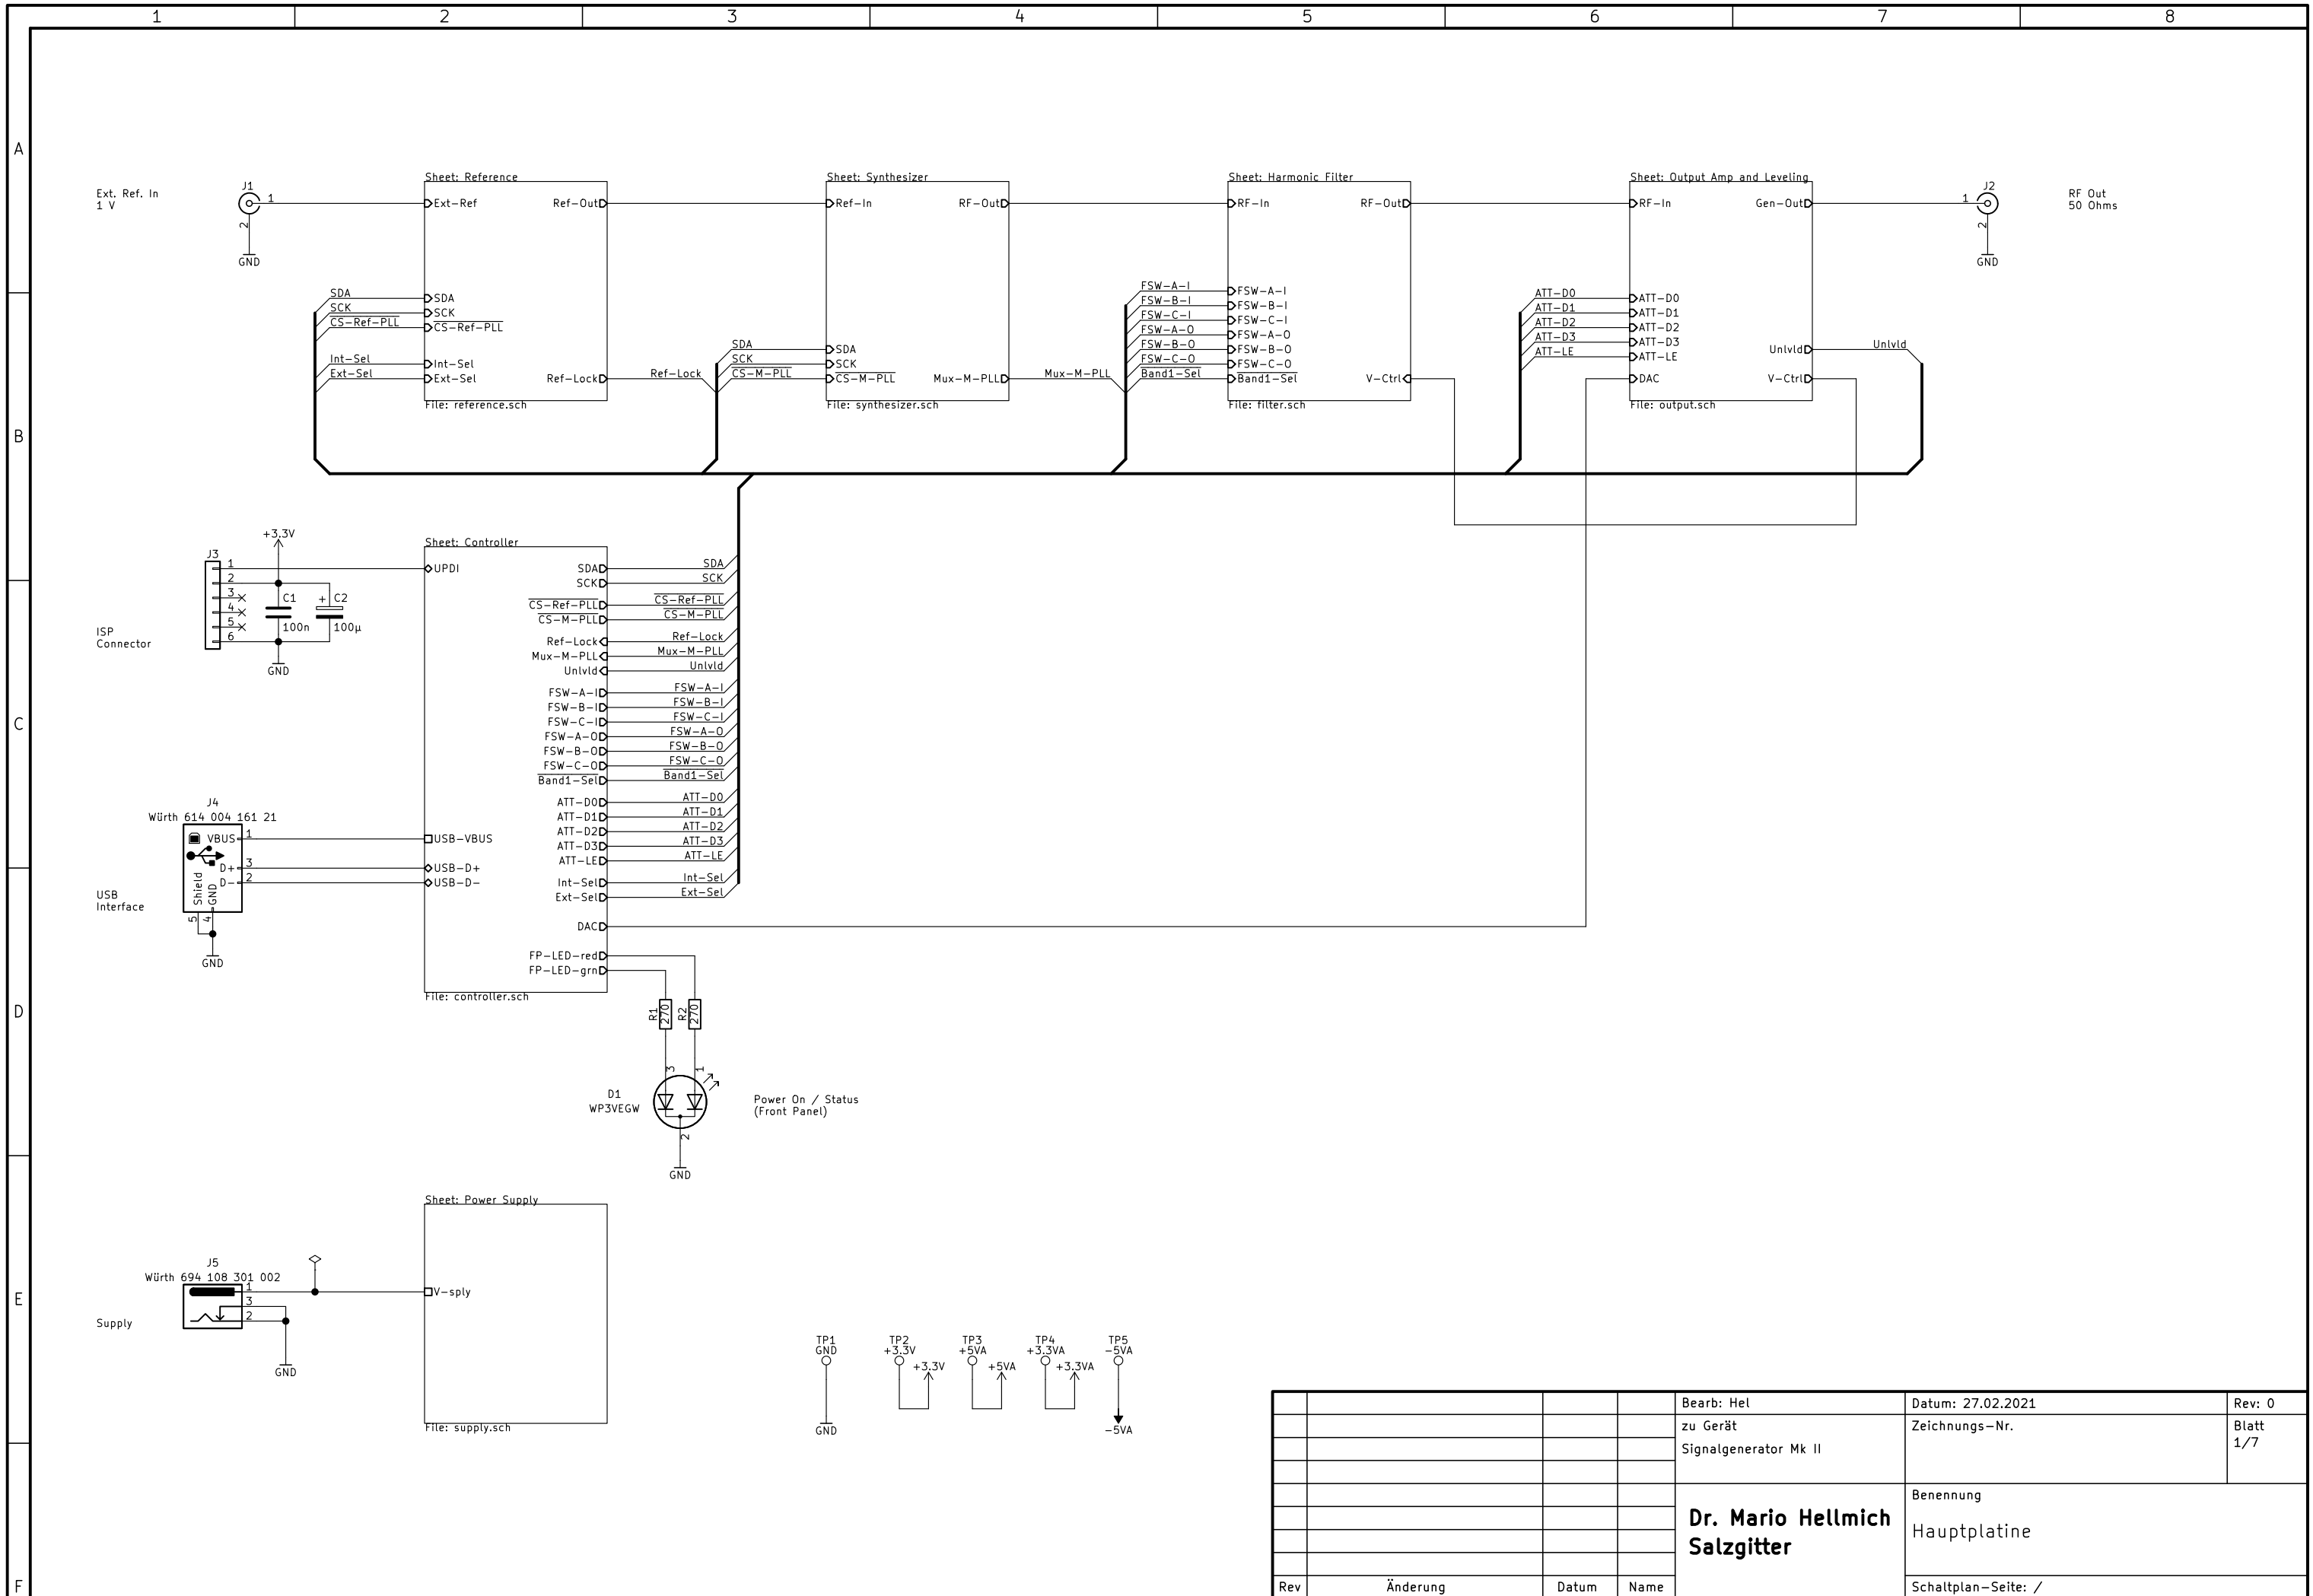 1 2 3 4 5 6 7 8
A
B
C
D
E
F
Ext. Ref. In
1 V
J1
1
2
GND
Sheet: Reference
Ext-Ref Ref-Out
SDA SDA
SCK SCK
CS-Ref-PLL CS-Ref-PLL
Int-Sel Int-Sel
Ext-Sel Ext-Sel Ref-Lock Ref-Lock
File: reference.sch
Sheet: Synthesizer
Ref-In RF-Out
SDA SDA
SCK SCK
CS-M-PLL CS-M-PLL Mux-M-PLL Mux-M-PLL
File: synthesizer.sch
Sheet: Harmonic Filter
RF-In RF-Out
FSW-A-I FSW-A-I
FSW-B-I FSW-B-I
FSW-C-I FSW-C-I
FSW-A-O FSW-A-O
FSW-B-O FSW-B-O
FSW-C-O FSW-C-O
Band1-Sel Band1-Sel V-Ctrl
File: filter.sch
Sheet: Output Amp and Leveling
RF-In Gen-Out
ATT-D0 ATT-D0
ATT-D1 ATT-D1
ATT-D2 ATT-D2
ATT-D3 ATT-D3
ATT-LE ATT-LE
Unlvld Unlvld
DAC V-Ctrl
File: output.sch
J2
1
2
GND
RF Out
50 Ohms
ISP
Connector
J3
1
2
3
4
5
6
+3.3V
C1
100n
+ C2
100µ
GND
Sheet: Controller
UPDI
SDA SDA
SCK SCK
CS-Ref-PLL CS-Ref-PLL
CS-M-PLL CS-M-PLL
Ref-Lock Ref-Lock
Mux-M-PLL Mux-M-PLL
Unlvld Unlvld
FSW-A-I FSW-A-I
FSW-B-I FSW-B-I
FSW-C-I FSW-C-I
FSW-A-O FSW-A-O
FSW-B-O FSW-B-O
FSW-C-O FSW-C-O
Band1-Sel Band1-Sel
ATT-D0 ATT-D0
ATT-D1 ATT-D1
ATT-D2 ATT-D2
ATT-D3 ATT-D3
ATT-LE ATT-LE
Int-Sel Int-Sel
Ext-Sel Ext-Sel
DAC
FP-LED-red
FP-LED-grn
USB-VBUS
USB-D+
USB-D-
File: controller.sch
J4
Würth 614 004 161 21
VBUS 1
D+ 3
D- 2
Shield
GND
5
4
GND
USB
Interface
R1
270
R2
270
3
1
D1
WP3VEGW
2
GND
Power On / Status
(Front Panel)
Sheet: Power Supply
V-sply
File: supply.sch
J5
Würth 694 108 301 002
1
3
2
GND
Supply
TP1
GND
GND
TP2
+3.3V
+3.3V
TP3
+5VA
+5VA
TP4
+3.3VA
+3.3VA
TP5
-5VA
-5VA
Bearb: Hel
Datum: 27.02.2021
Rev: 0
zu Gerät
Signalgenerator Mk II
Zeichnungs-Nr.
Blatt
1/7
Dr. Mario Hellmich
Salzgitter
Benennung
Hauptplatine
Rev Änderung Datum Name
Schaltplan-Seite: /